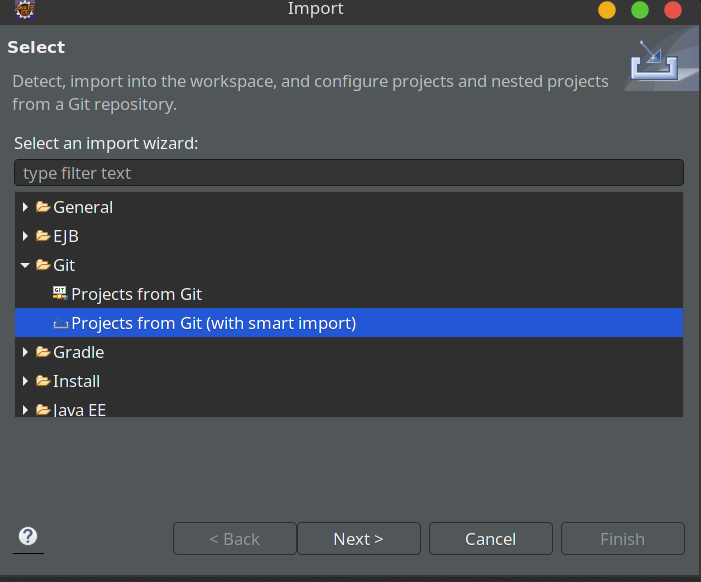 Import
Select
Detect, import into the workspace, and configure projects and nested projects
from a Git repository.
Select an import wizard:
type filter text
General
EJB
Git
Projects from Git
Projects from Git (with smart import)
Gradle
Install
Java EE
< Back
Next >
Cancel
Finish